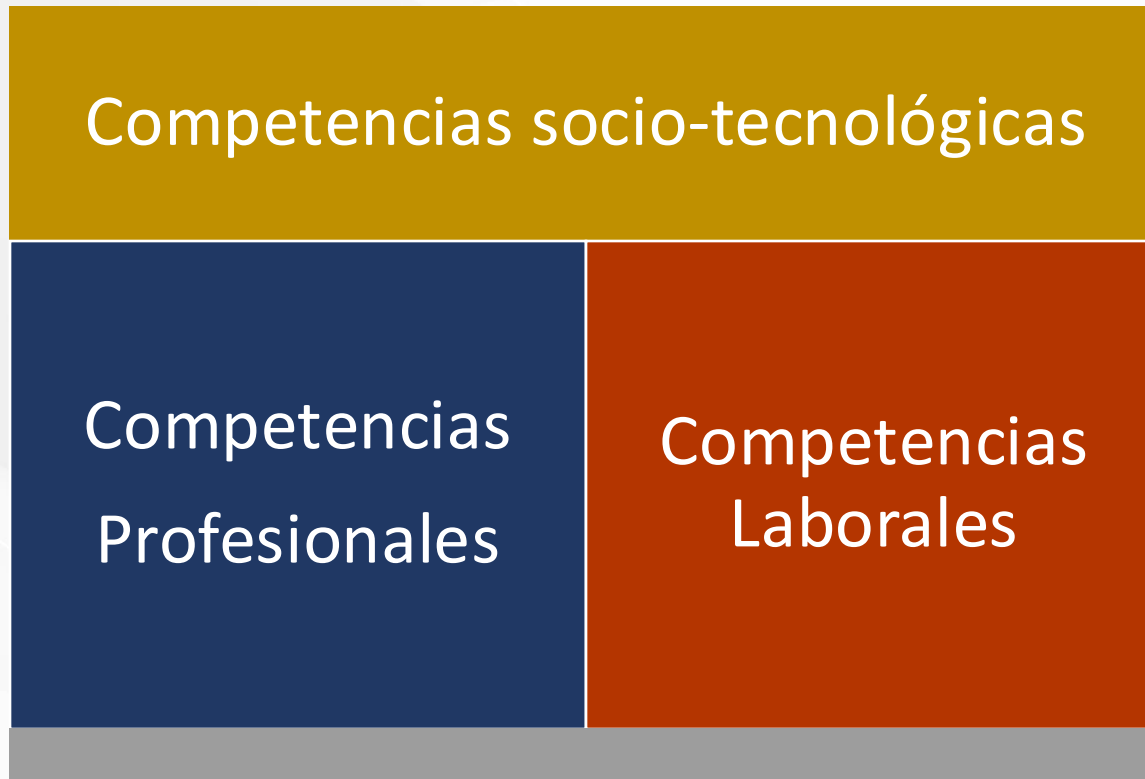 Competencias socio-tecnológicas
Competencias
Profesionales
Competencias
Laborales